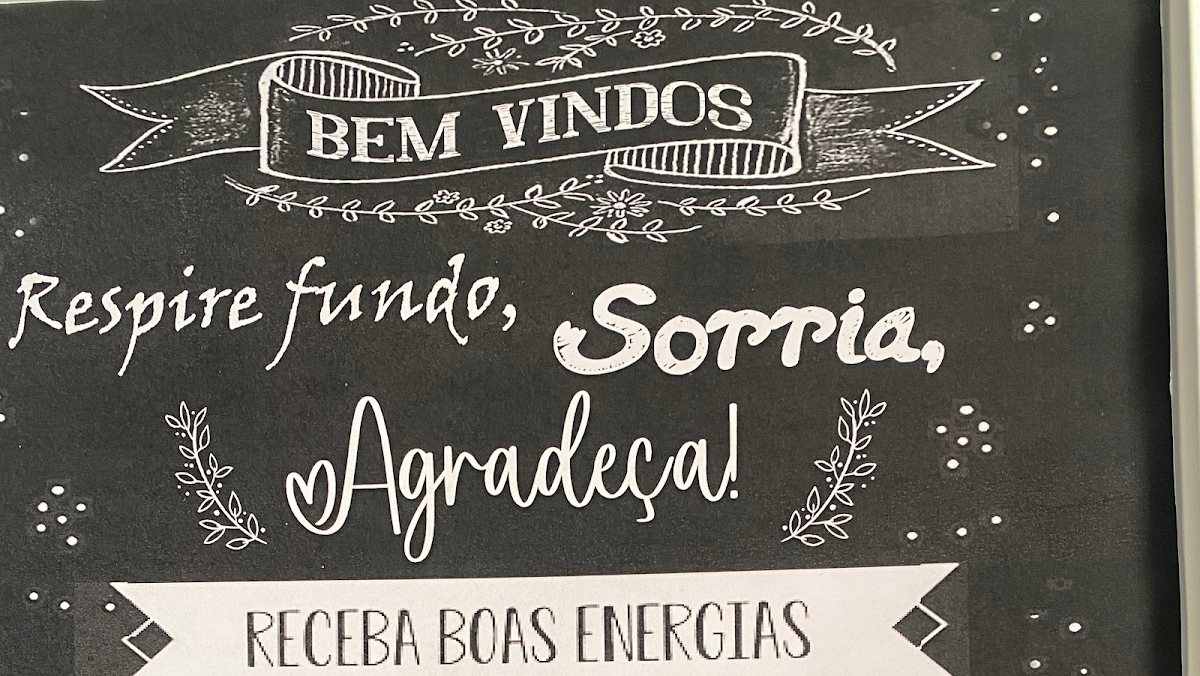 BEM VINDOS
Respire fundo, Sorria,
Agradeça!
RECEBA BOAS ENERGIAS